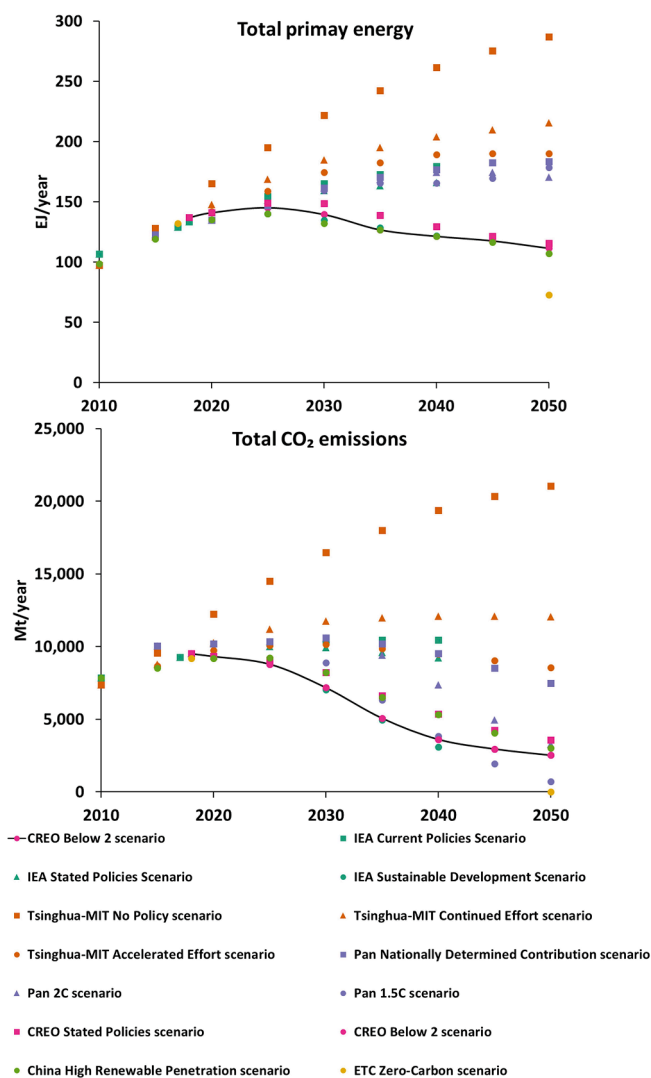 Total primay energy
300
250
200
150
100
50
0
EJ/year
2010 2020 2030 2040 2050
Total CO₂ emissions
25,000
20,000
15,000
10,000
5,000
0
Mt/year
2010 2020 2030 2040 2050
CREO Below 2 scenario IEA Current Policies Scenario
IEA Stated Policies Scenario IEA Sustainable Development Scenario
Tsinghua-MIT No Policy scenario Tsinghua-MIT Continued Effort scenario
Tsinghua-MIT Accelerated Effort scenario Pan Nationally Determined Contribution scenario
Pan 2C scenario Pan 1.5C scenario
CREO Stated Policies scenario CREO Below 2 scenario
China High Renewable Penetration scenario ETC Zero-Carbon scenario